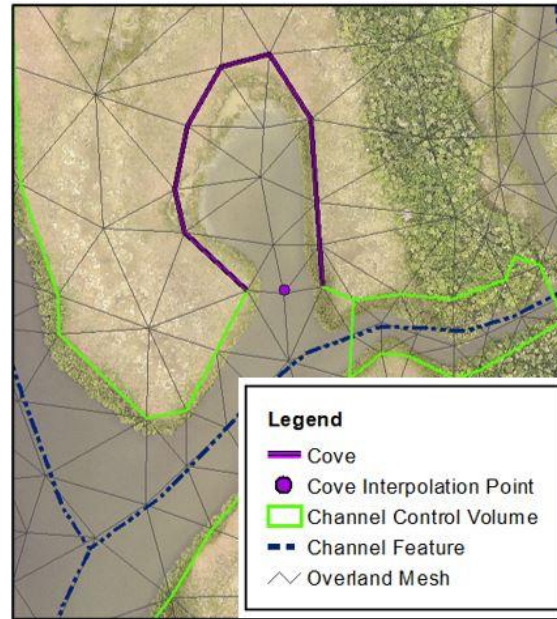 Legend
Cove
Cove Interpolation Point
Channel Control Volume
Channel Feature
Overland Mesh